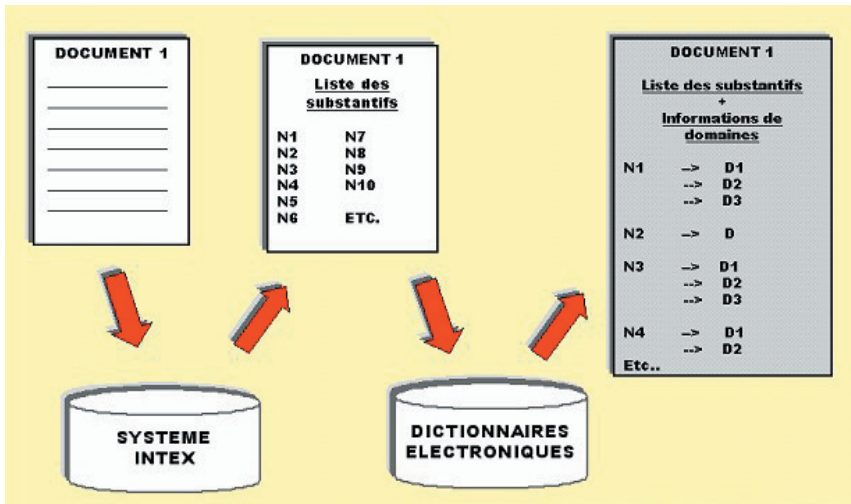 DOCUMENT 1
DOCUMENT 1
Liste des
substantifs
N1 N7
N2 N8
N3 N9
N4 N10
N5
N6 ETC.
DOCUMENT 1
Liste des substantifs
+
Informations de
domaines
N1 --> D1
--> D2
--> D3
N2 --> D
N3 --> D1
--> D2
--> D3
N4 --> D1
--> D2
Etc..
SYSTEME
INTEX
DICTIONNAIRES
ELECTRONIQUES